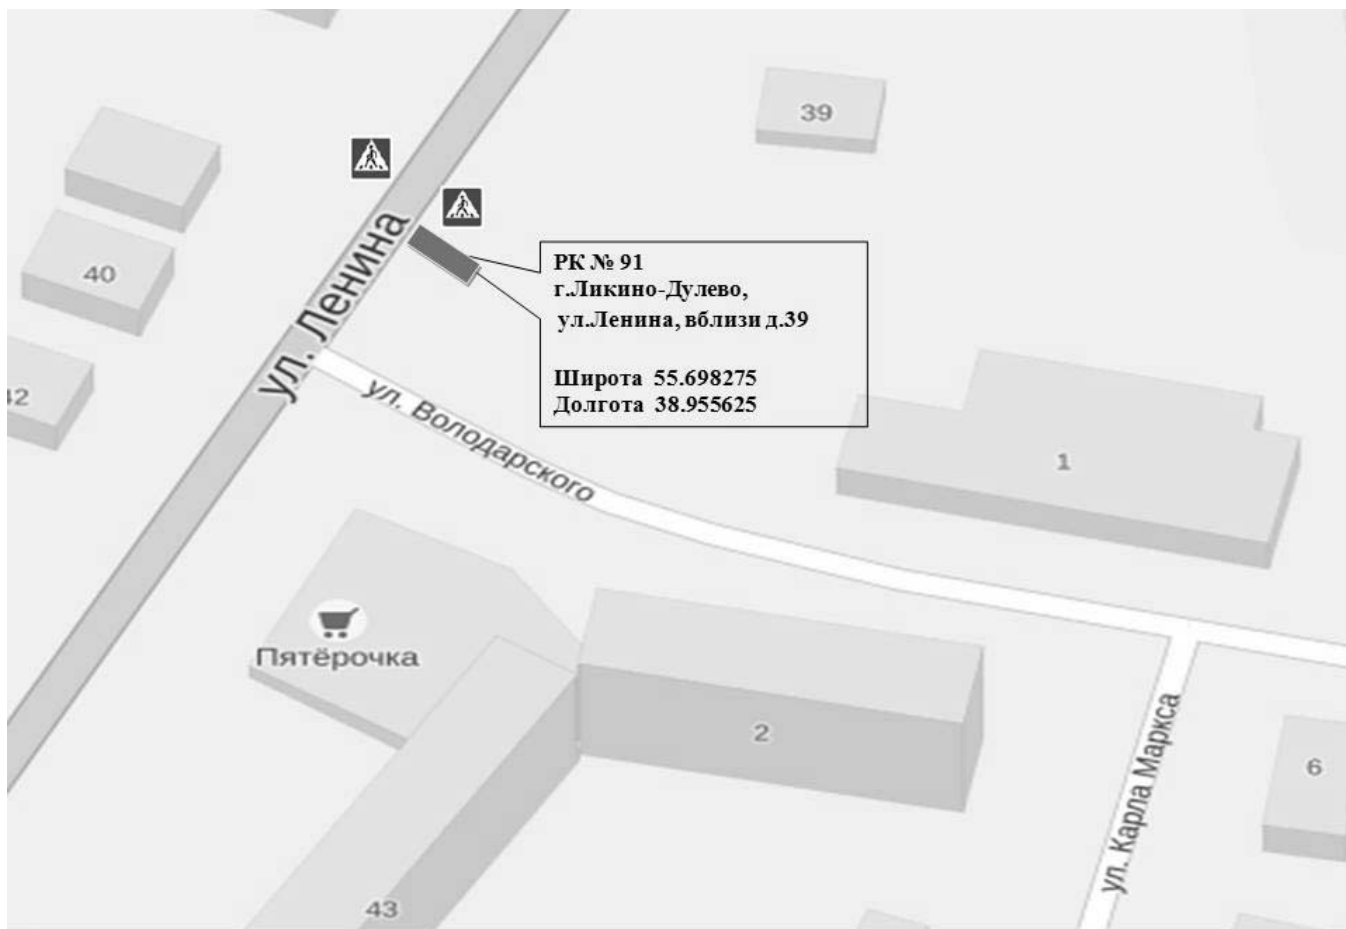 39
40
ул. Ленина
РК № 91
г.Ликино-Дулево,
ул.Ленина, вблизи д.39
Широта 55.698275
Долгота 38.955625
42
ул. Володарского
1
Пятёрочка
2
ул. Карла Маркса
6
43